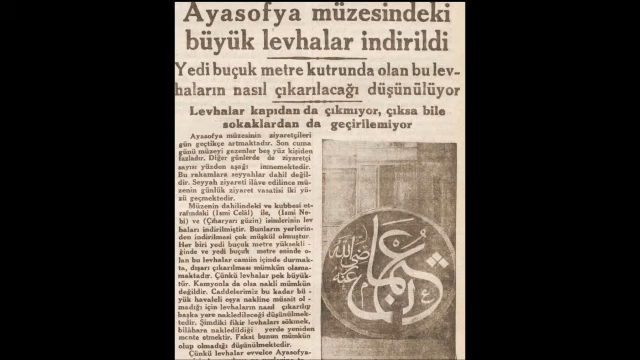 Ayasofya müzesindeki
büyük levhalar indirildi
Yedi buçuk metre kutrunda olan bu lev-
haların nasıl çıkarılacağı düşünülüyor
Levhalar kapıdan da çıkmıyor, çıksa bile
sokaklardan da geçirilemiyor
Ayasofya müzesinin ziyaretçileri
gün geçtikçe artmaktadır. Son cuma
günü müzeyi gezenler beş yüz kişiden
fazladır. Diğer günlerde de ziyaretçi
sayısı yüzden aşağı inmemektedir.
Bu rakamlara seyyahlar dahil değil-
dir. Seyyah ziyareti ilâve edilince mü-
zenin günlük ziyaret vasatisi iki yü
zü geçmektedir.
Müzenin dahilindeki ve kubbesi et-
rafındaki (İsmi Celâl) ile, (İsmi Ne-
bi) ve (Çiharyarı güzin) isimlerinin lev
haları indirilmiştir. Bunların yerlerin-
den indirilmesi çok müşkül olmuştur.
Her biri yedi buçuk metre yüksekli -
ğinde ve yedi buçuk metre eninde o-
lan bu levhalar camiin içinde durmak-
ta, dışarı çıkarılması mümkün olama-
maktadır. Çünkü levhalar pek büyük-
tür. Kamyonla da olsa nakli mümkün
değildir. Caddelerimiz bu kadar bü -
yük havaleli eşya nakline müsait ol -
madığı için levhaların nasıl çıkarılıp
başka yere nakledileceği düşünülmek-
tedir. Şimdiki fikir levhaları sökmek,
bilâhara nakledildiği yerde yeniden
monte etmektir. Fakat bunun mümkün
olup olmadığı düşünülmektedir.
Çünkü levhalar evvelce Ayasofya-
عثمان
رضي الله
عنه